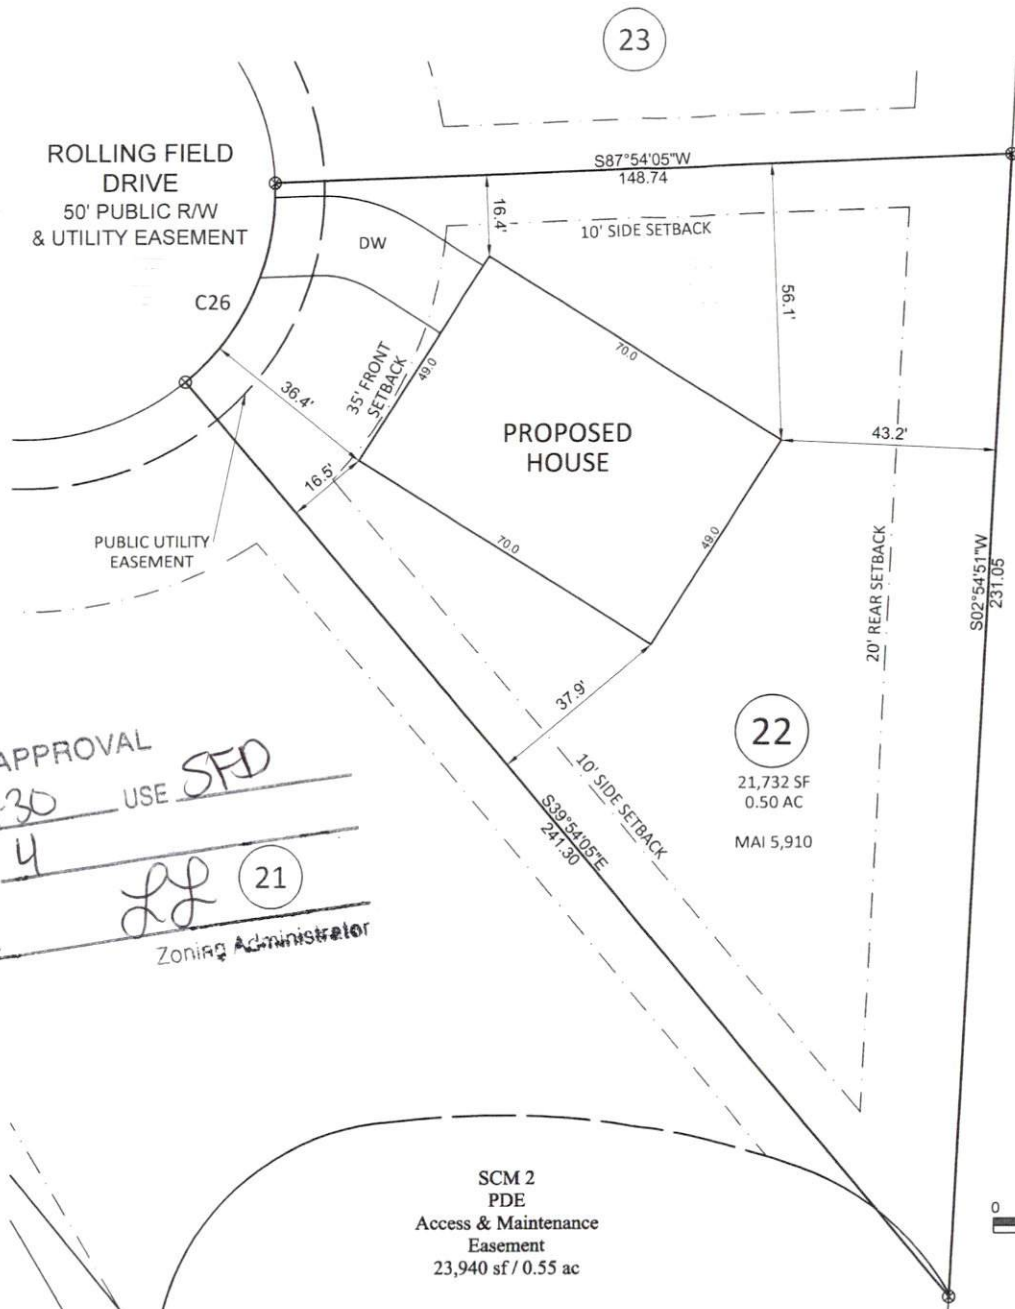 23
ROLLING FIELD
DRIVE
50' PUBLIC R/W
& UTILITY EASEMENT
S87°54'05"W
148.74
16.4'
10' SIDE SETBACK
DW
C26
56.1'
35' FRONT
SETBACK
49.0
70.0
36.4'
PROPOSED
HOUSE
43.2'
16.5'
PUBLIC UTILITY
EASEMENT
70.0
49.0
20' REAR SETBACK
S02°54'51"W
231.05
37.9'
22
21,732 SF
0.50 AC
MAI 5,910
10' SIDE SETBACK
S39°54'05"E
241.30
APPROVAL
-30 USE SFD
4
LL
21
Zoning Administrator
SCM 2
PDE
Access & Maintenance
Easement
23,940 sf / 0.55 ac
0